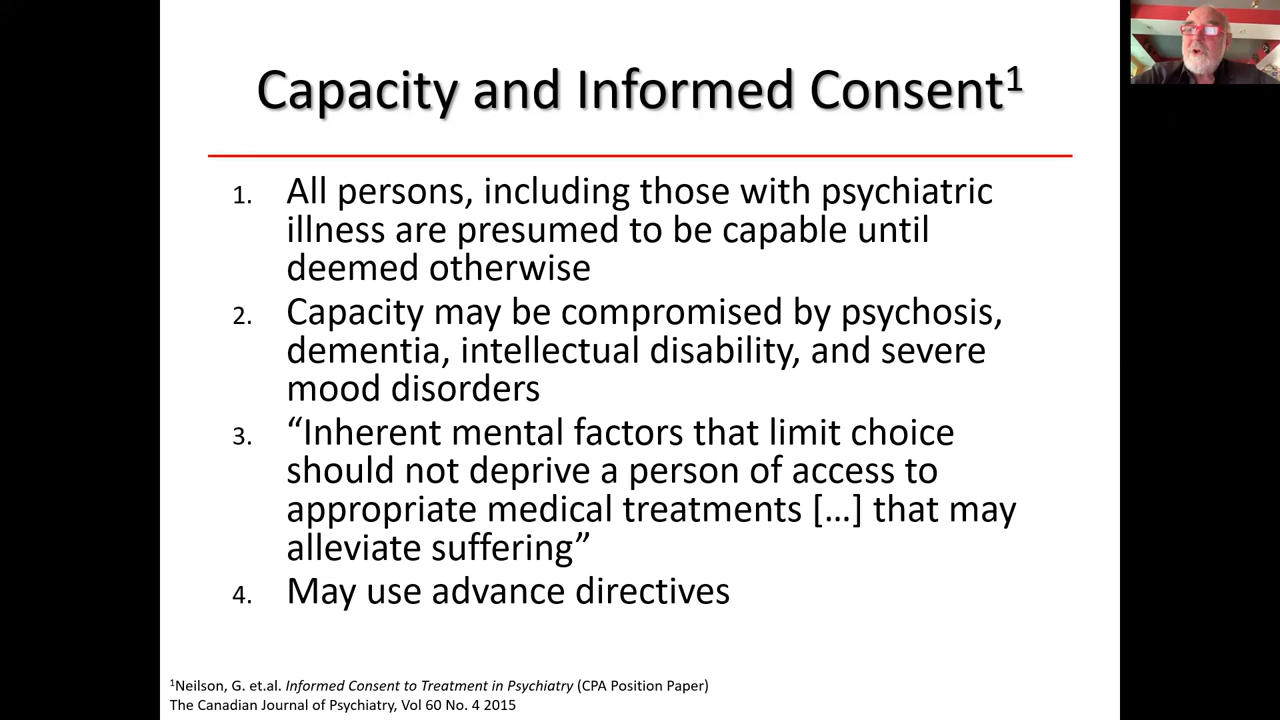 Capacity and Informed Consent¹
1. All persons, including those with psychiatric
illness are presumed to be capable until
deemed otherwise
2. Capacity may be compromised by psychosis,
dementia, intellectual disability, and severe
mood disorders
3. “Inherent mental factors that limit choice
should not deprive a person of access to
appropriate medical treatments [...] that may
alleviate suffering”
4. May use advance directives
¹Neilson, G. et.al. Informed Consent to Treatment in Psychiatry (CPA Position Paper)
The Canadian Journal of Psychiatry, Vol 60 No. 4 2015